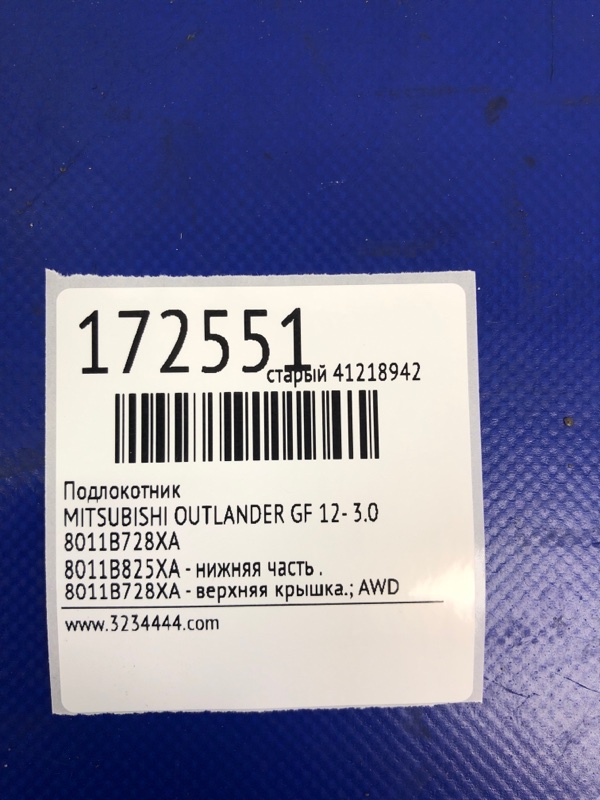 172551
старый 41218942
Подлокотник
MITSUBISHI OUTLANDER GF 12- 3.0
8011B728XA
8011B825XA - нижняя часть .
8011B728XA - верхняя крышка.; AWD
www.3234444.com